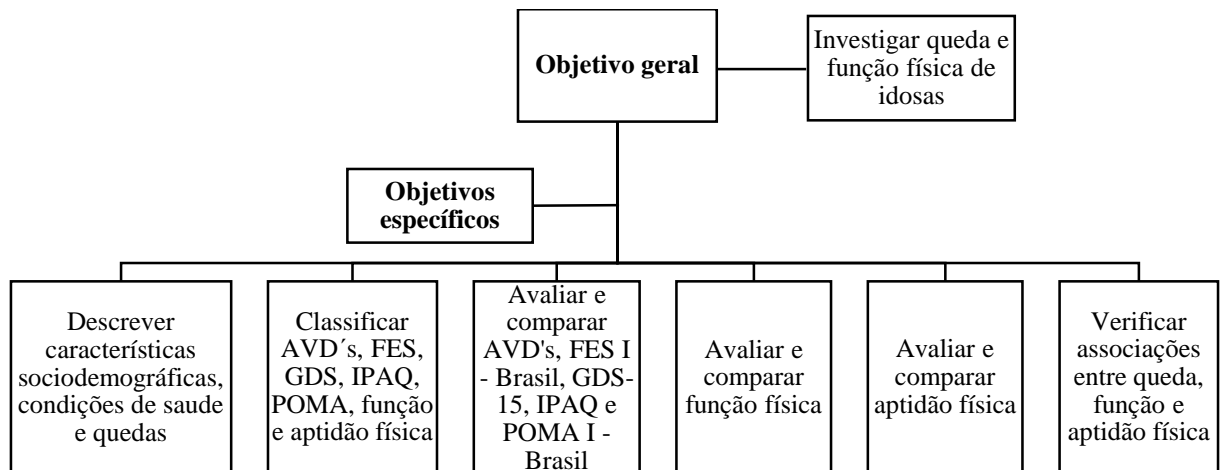 Objetivo geral
Investigar queda e
função física de
idosas
Objetivos
específicos
Descrever
características
sociodemográficas,
condições de saude
e quedas
Classificar
AVD´s, FES,
GDS, IPAQ,
POMA, função
e aptidão física
Avaliar e
comparar
AVD's, FES I
- Brasil, GDS-
15, IPAQ e
POMA I -
Brasil
Avaliar e
comparar
função física
Avaliar e
comparar
aptidão física
Verificar
associações
entre queda,
função e
aptidão física